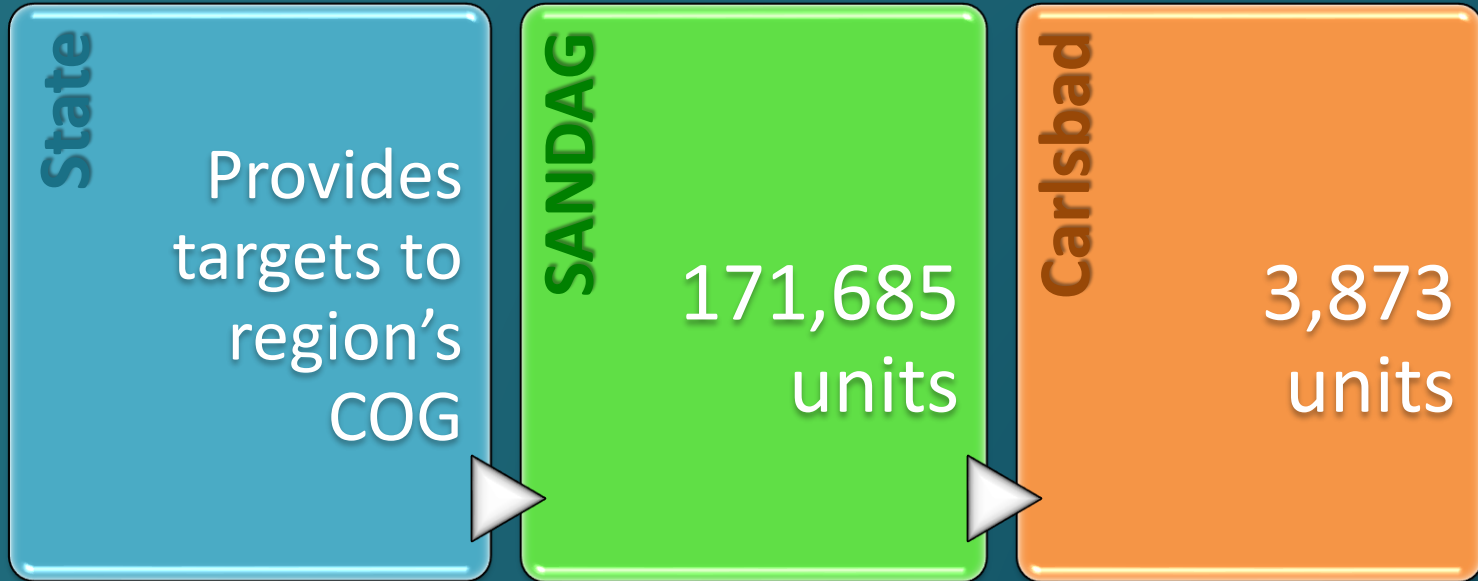 State
Provides
targets to
region’s
COG
SANDAG
171,685
units
Carlsbad
3,873
units